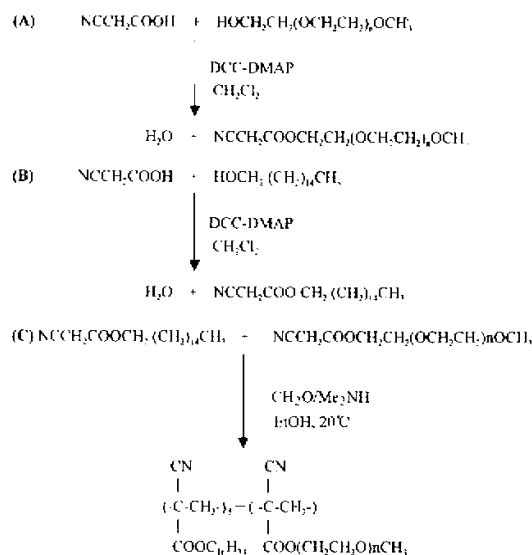 (A) NCCH₂COOH + HOCH₂CH₂(OCH₂CH₂)ₙOCH₃
DCC-DMAP
CH₂Cl₂
H₂O + NCCH₂COOCH₂CH₂(OCH₂CH₂)ₙOCH₃
(B) NCCH₂COOH + HOCH₂(CH₂)₁₄CH₃
DCC-DMAP
CH₂Cl₂
H₂O + NCCH₂COOCH₂(CH₂)₁₄CH₃
(C) NCCH₂COOCH₂(CH₂)₁₄CH₃ + NCCH₂COOCH₂CH₂(OCH₂CH₂)nOCH₃
CH₂O/Me₂NH
EtOH, 20℃
CN CN
(-C-CH₂-) (-C-CH₂-)
COO(CH₂CH₂O)nCH₃